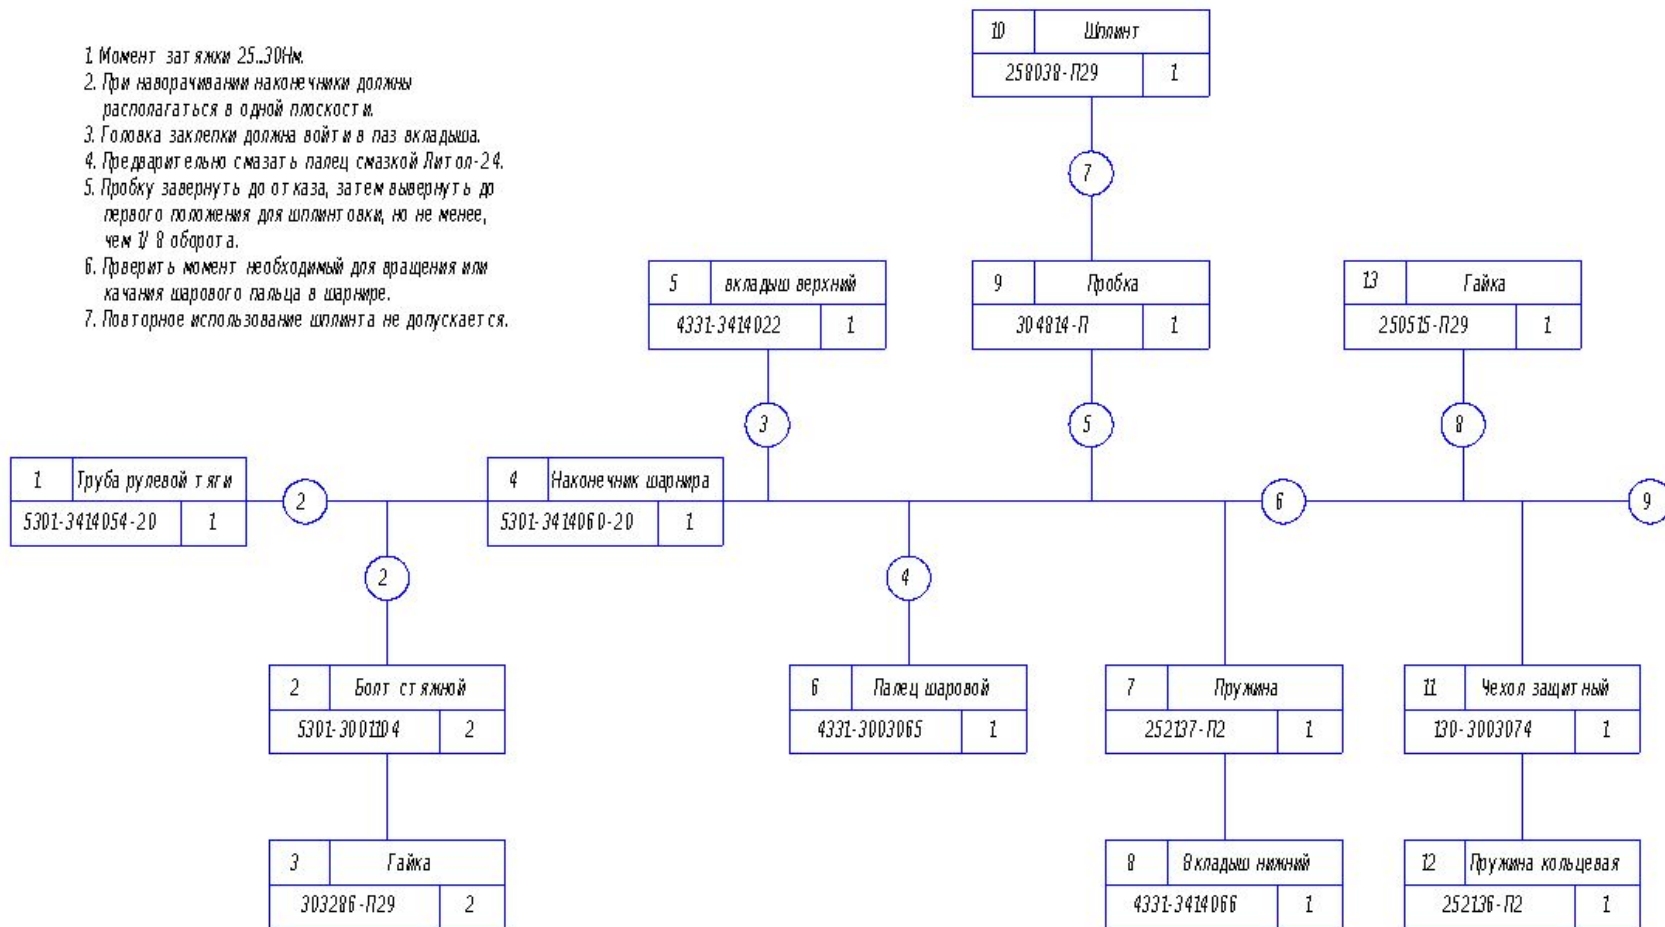 1. Момент затяжки 25..30Нм.
2. При наворачивании наконечники должны
располагаться в одной плоскости.
3. Головка заклепки должна войти в паз вкладыша.
4. Предварительно смазать палец смазкой Литол-24.
5. Пробку завернуть до отказа, затем вывернуть до
первого положения для шплинтовки, но не менее,
чем 1/8 оборота.
6. Прверить момент необходимый для вращения или
качания шарового пальца в шарнире.
7. Повторное использование шплинта не допускается.
10 Шплинт
258038-П29 1
7
5 вкладыш верхний
4331-3414022 1
9 Пробка
304814-П 1
13 Гайка
250515-П29 1
3
5
8
1 Труба рулевой тяги
5301-3414054-20 1
2
4 Наконечник шарнира
5301-3414060-20 1
6
9
2
4
2 Болт стяжной
5301-3001104 2
6 Палец шаровой
4331-3003065 1
7 Пружина
252137-П2 1
11 Чехол защитный
130-3003074 1
3 Гайка
303286-П29 2
8 Вкладыш нижний
4331-3414066 1
12 Пружина кольцевая
252136-П2 1